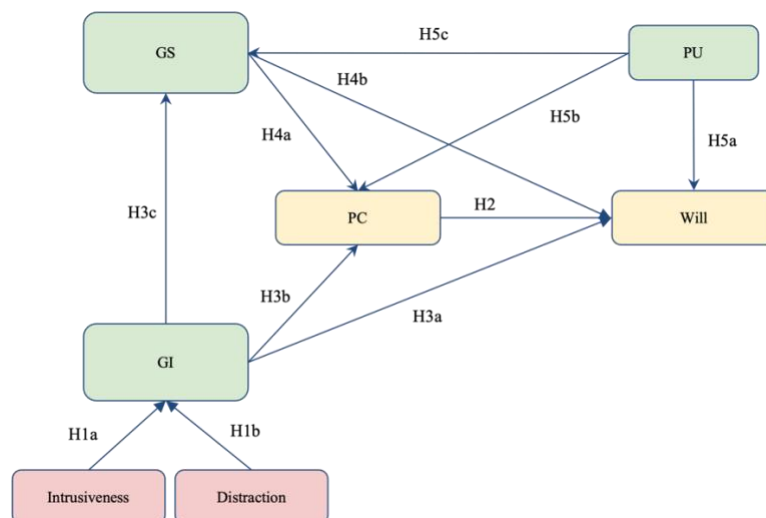 H5c
GS
PU
H4b
H5b
H4a
H5a
H3c
PC
H2
Will
H3b
H3a
GI
H1a
H1b
Intrusiveness
Distraction